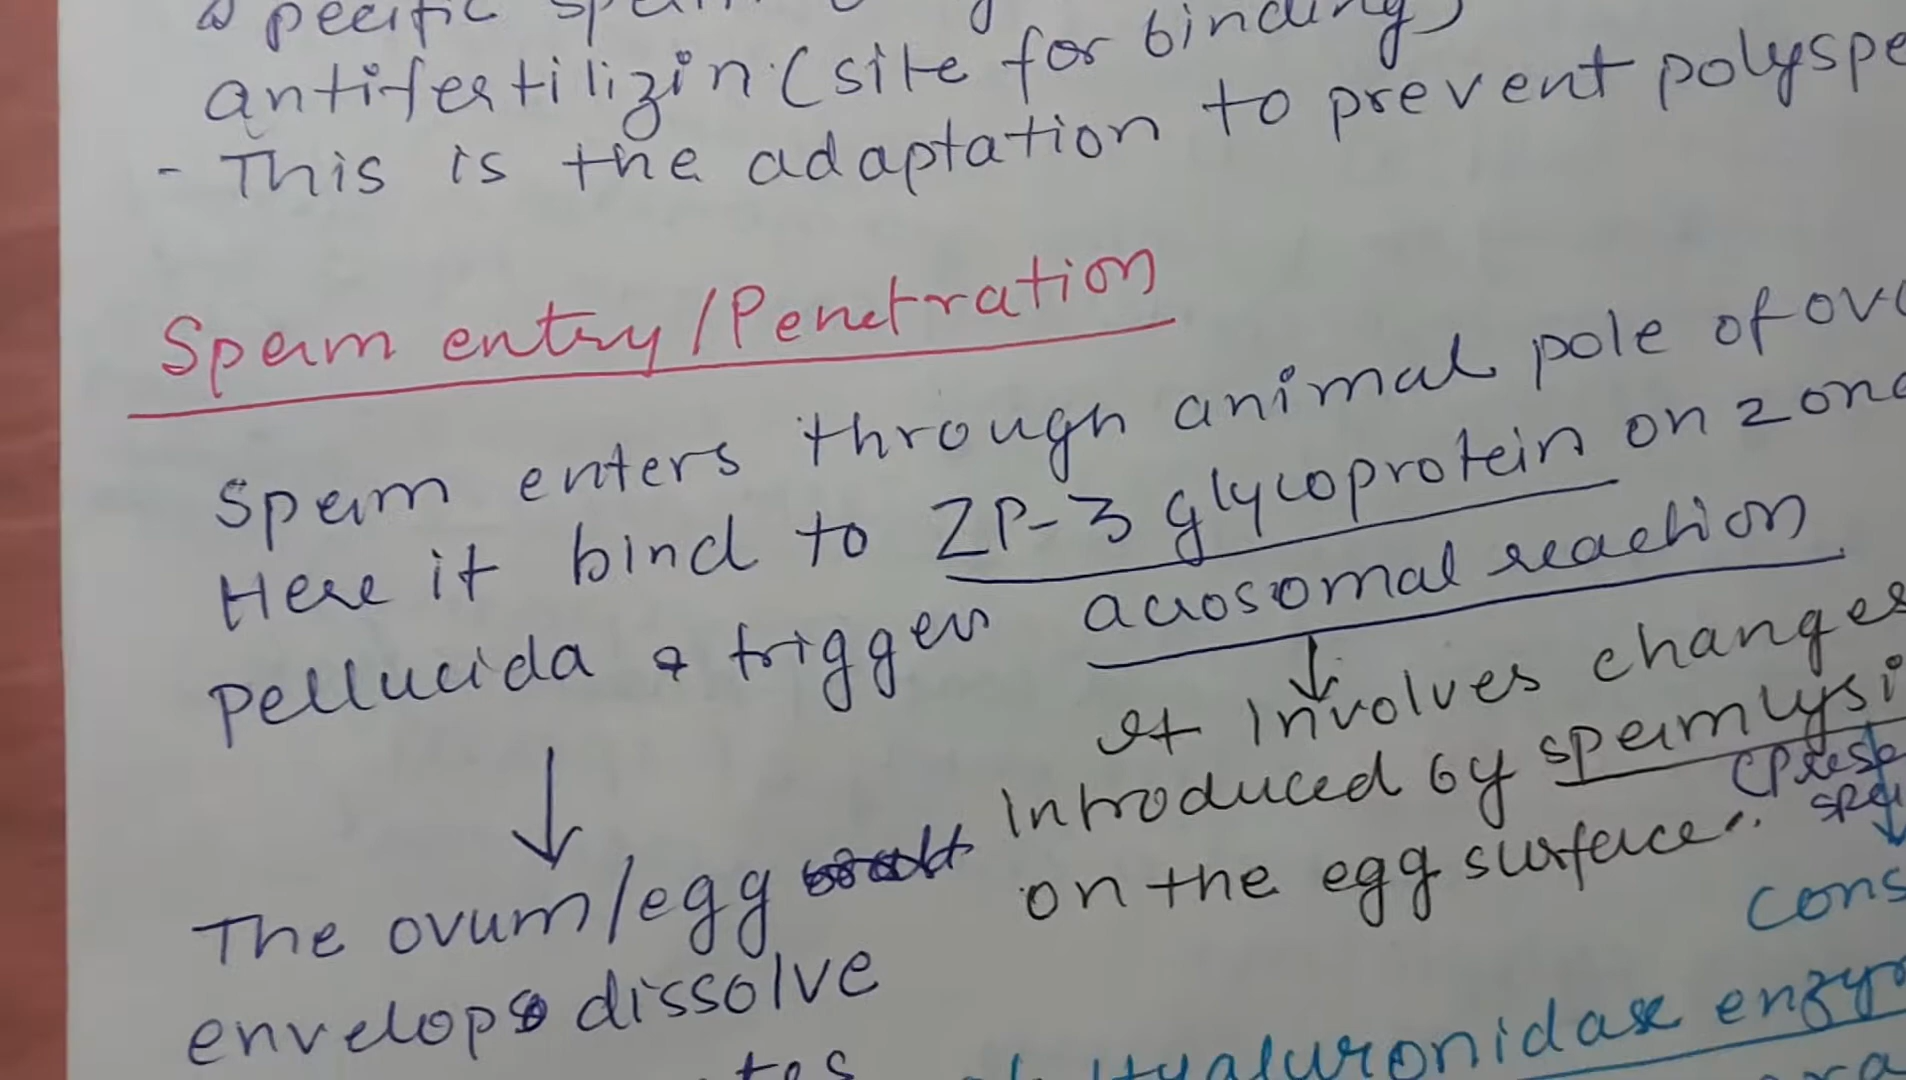 specific
antifertilizin (site for binding)
- This is the adaptation to prevent polyspe
Sperm entry/Penetration
Sperm enters through animal pole of
Here it bind to ZP-3 glycoprotein on zona
pellucida & trigger acrosomal reaction
↓
It involves changes
introduced by spermlysi
on the egg surface.
↓
The ovum/egg
envelops dissolve
cons
Hyaluronidase enzy